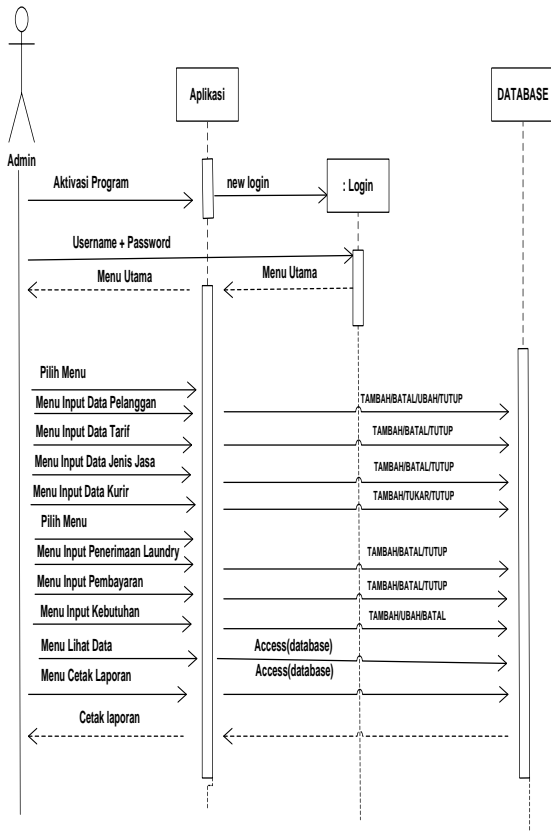 Aplikasi
DATABASE
Admin
Aktivasi Program
new login
: Login
Username + Password
Menu Utama
Menu Utama
Pilih Menu
Menu Input Data Pelanggan
TAMBAH/BATAL/UBAH/TUTUP
Menu Input Data Tarif
TAMBAH/BATAL/TUTUP
Menu Input Data Jenis Jasa
TAMBAH/BATAL/TUTUP
Menu Input Data Kurir
TAMBAH/TUKAR/TUTUP
Pilih Menu
Menu Input Penerimaan Laundry
TAMBAH/BATAL/TUTUP
Menu Input Pembayaran
TAMBAH/BATAL/TUTUP
Menu Input Kebutuhan
TAMBAH/UBAH/BATAL
Menu Lihat Data
Access(database)
Menu Cetak Laporan
Access(database)
Cetak laporan